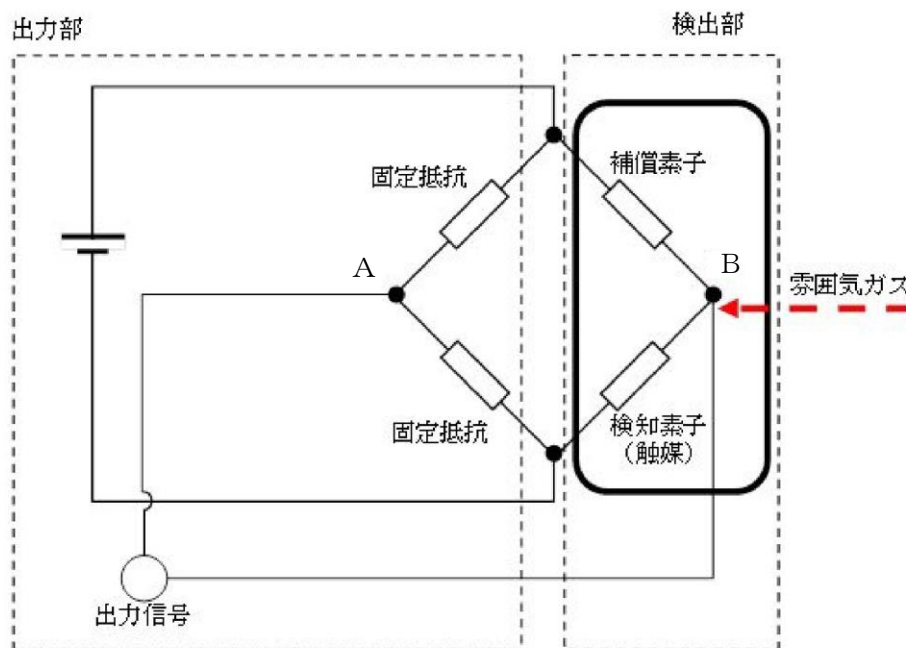 出力部
検出部
固定抵抗
補償素子
A
B
雰囲気ガス
固定抵抗
検知素子
（触媒）
出力信号